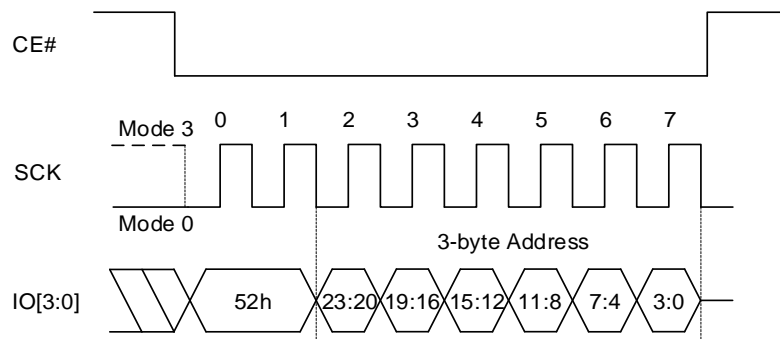 CE#
Mode 3 0 1 2 3 4 5 6 7
SCK
Mode 0
3-byte Address
IO[3:0] 52h 23:20 19:16 15:12 11:8 7:4 3:0